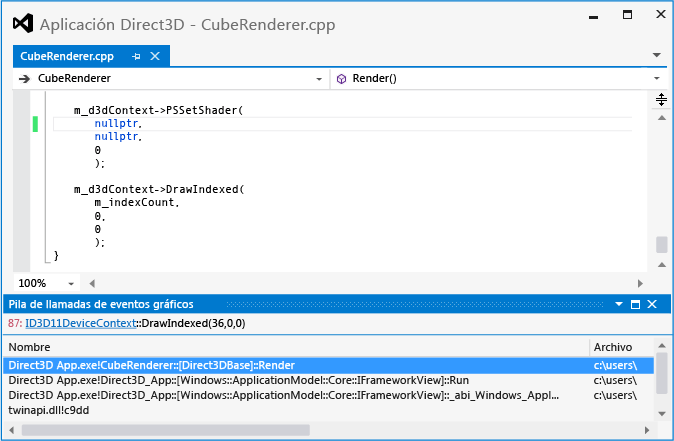 Aplicación Direct3D - CubeRenderer.cpp
CubeRenderer.cpp
CubeRenderer
Render()
m_d3dContext->PSSetShader(
nullptr,
nullptr,
0
);
m_d3dContext->DrawIndexed(
m_indexCount,
0,
0
);
}
100%
Pila de llamadas de eventos gráficos
87: ID3D11DeviceContext::DrawIndexed(36,0,0)
Nombre Archivo
Direct3D App.exe!CubeRenderer::[Direct3DBase]::Render c:\users\
Direct3D App.exe!Direct3D_App::[Windows::ApplicationModel::Core::IFrameworkView]::Run c:\users\
Direct3D App.exe!Direct3D_App::[Windows::ApplicationModel::Core::IFrameworkView]::_abi_Windows_Appl... c:\users\
twinapi.dll!c9dd